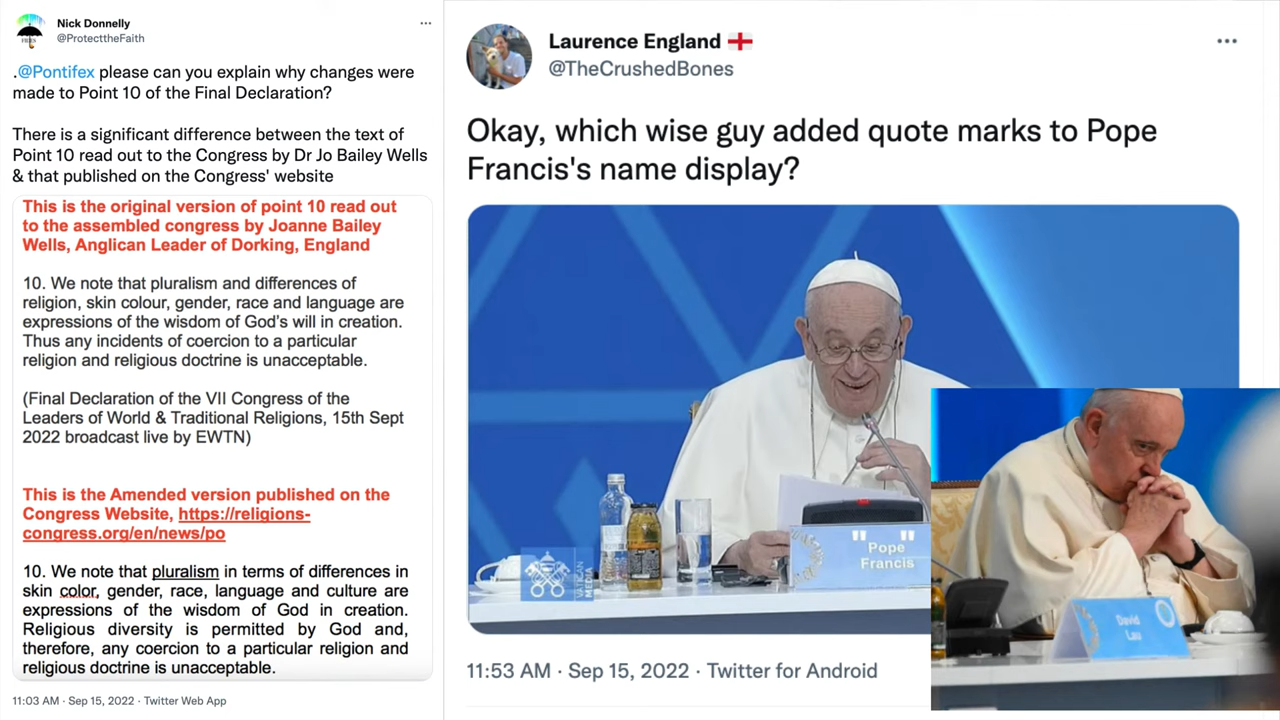 Nick Donnelly
@ProtecttheFaith
.@Pontifex please can you explain why changes were
made to Point 10 of the Final Declaration?
There is a significant difference between the text of
Point 10 read out to the Congress by Dr Jo Bailey Wells
& that published on the Congress' website
This is the original version of point 10 read out
to the assembled congress by Joanne Bailey
Wells, Anglican Leader of Dorking, England
10. We note that pluralism and differences of
religion, skin colour, gender, race and language are
expressions of the wisdom of God's will in creation.
Thus any incidents of coercion to a particular
religion and religious doctrine is unacceptable.
(Final Declaration of the VII Congress of the
Leaders of World & Traditional Religions, 15th Sept
2022 broadcast live by EWTN)
This is the Amended version published on the
Congress Website, https://religions-
congress.org/en/news/po
10. We note that pluralism in terms of differences in
skin color, gender, race, language and culture are
expressions of the wisdom of God in creation.
Religious diversity is permitted by God and,
therefore, any coercion to a particular religion and
religious doctrine is unacceptable.
11:03 AM · Sep 15, 2022 · Twitter Web App
Laurence England
@TheCrushedBones
Okay, which wise guy added quote marks to Pope
Francis's name display?
"Pope
Francis"
VATICAN
MEDIA
11:53 AM · Sep 15, 2022 · Twitter for Android
David
Lau